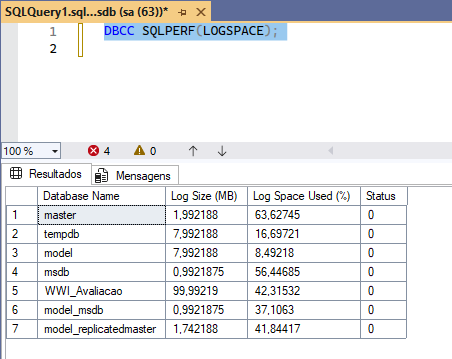 SQLQuery1.sql...sdb (sa (63))*
1 DBCC SQLPERF(LOGSPACE);
2
100 % 4 0
Resultados Mensagens
Database Name Log Size (MB) Log Space Used (%) Status
1 master 1,992188 63,62745 0
2 tempdb 7,992188 16,69721 0
3 model 7,992188 8,49218 0
4 msdb 0,9921875 56,44685 0
5 WWI_Avaliacao 99,99219 42,31532 0
6 model_msdb 0,9921875 37,1063 0
7 model_replicatedmaster 1,742188 41,84417 0